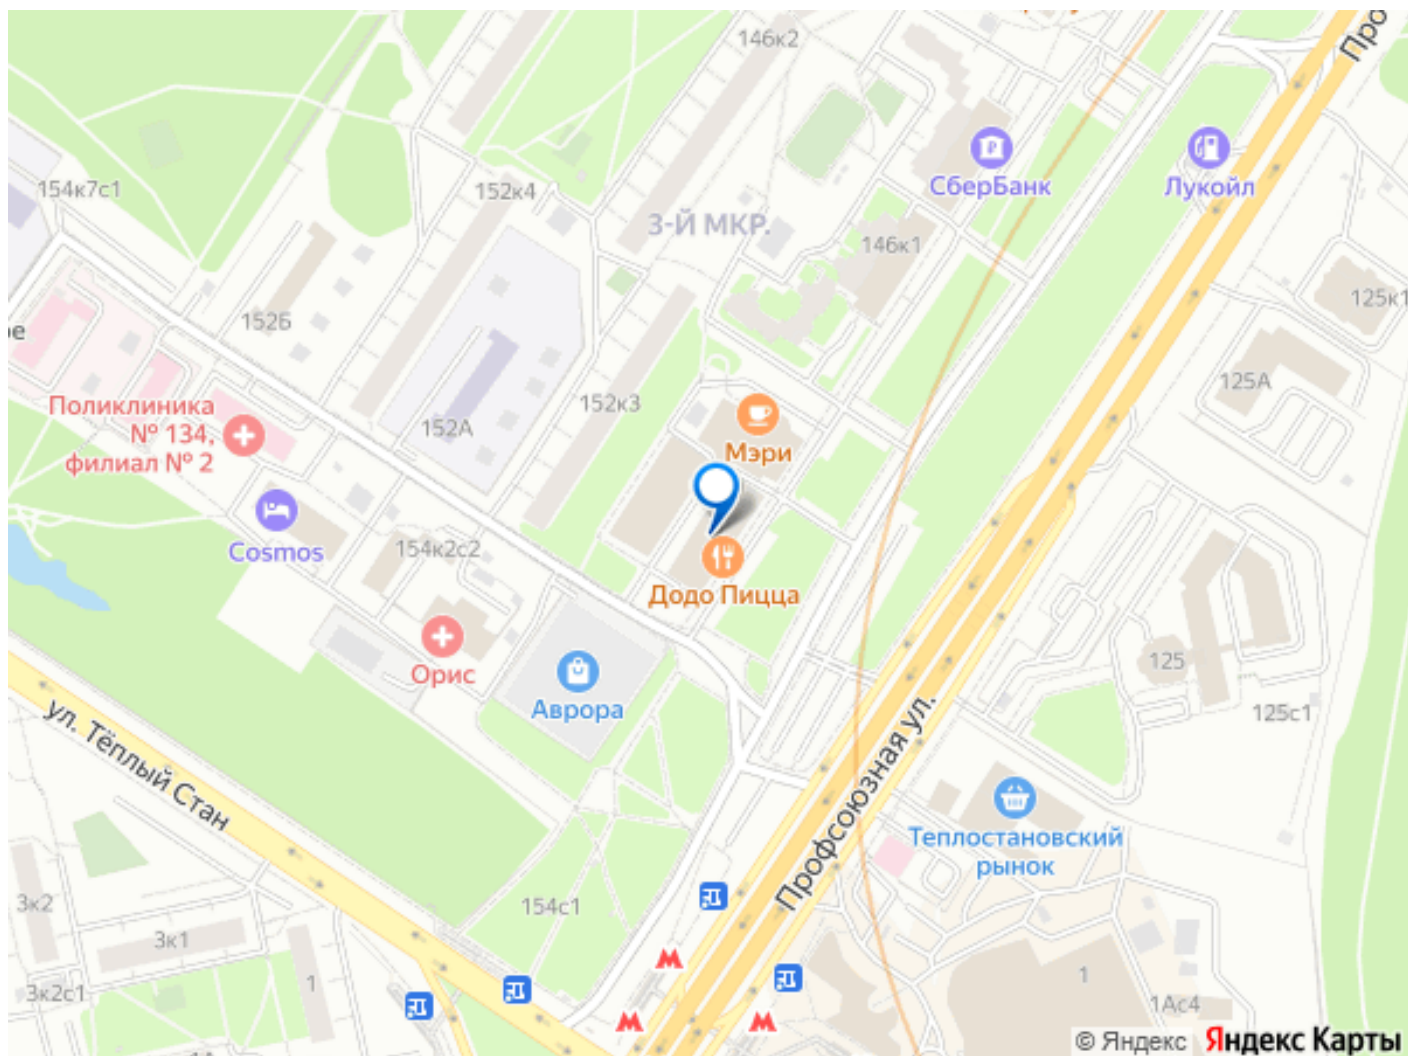 146к2
Про
154к7с1
152к4
СберБанк
Лукойл
3-Й МКР.
146к1
125к1
152Б
ое
125А
Поликлиника
№ 134,
филиал № 2
152А
152к3
Мэри
Cosmos
154к2с2
Додо Пицца
Орис
Аврора
125
125с1
ул. Тёплый Стан
Профсоюзная ул.
Теплостановский
рынок
3к2
3к1
154с1
3к2с1
1
1
1Ас4
© Яндекс
Яндекс Карты